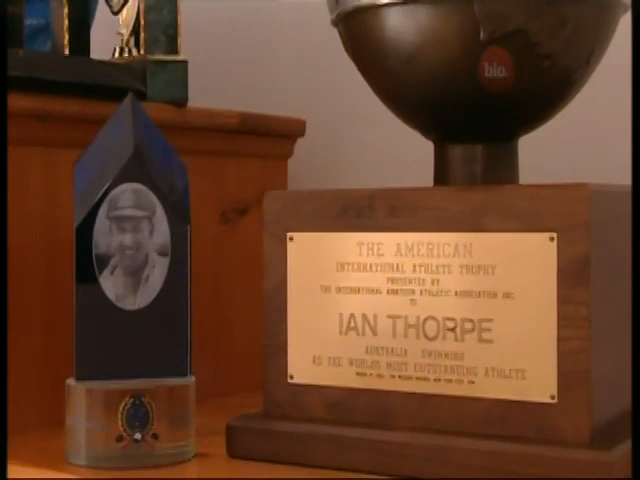 bio.
THE AMERICAN
INTERNATIONAL ATHLETE TROPHY
PRESENTED BY
THE INTERNATIONAL AMATEUR ATHLETIC ASSOCIATION INC.
TO
IAN THORPE
AUSTRALIA SWIMMING
AS THE WORLDS MOST OUTSTANDING ATHLETE